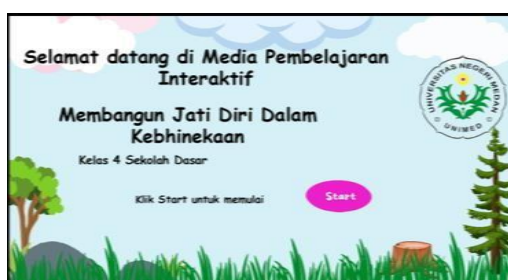 Selamat datang di Media Pembelajaran
Interaktif
Membangun Jati Diri Dalam
Kebhinekaan
Kelas 4 Sekolah Dasar
Klik Start untuk memulai
Start
UNIVERSITAS NEGERI MEDAN
UNIMED